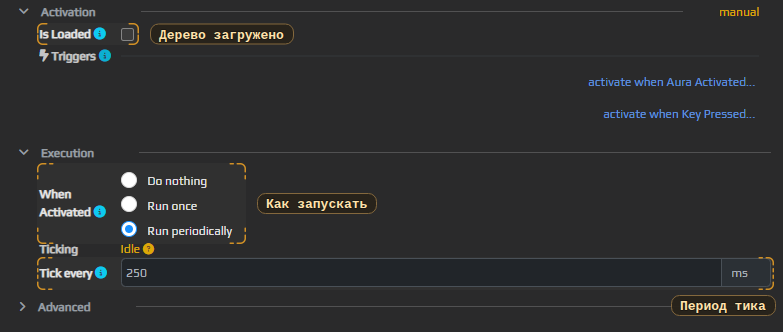 Activation manual
Is Loaded Дерево загружено
Triggers
activate when Aura Activated...
activate when Key Pressed...
Execution
Do nothing
When Activated Run once Как запускать
Run periodically
Ticking Idle ?
Tick every 250 ms
Advanced Период тика